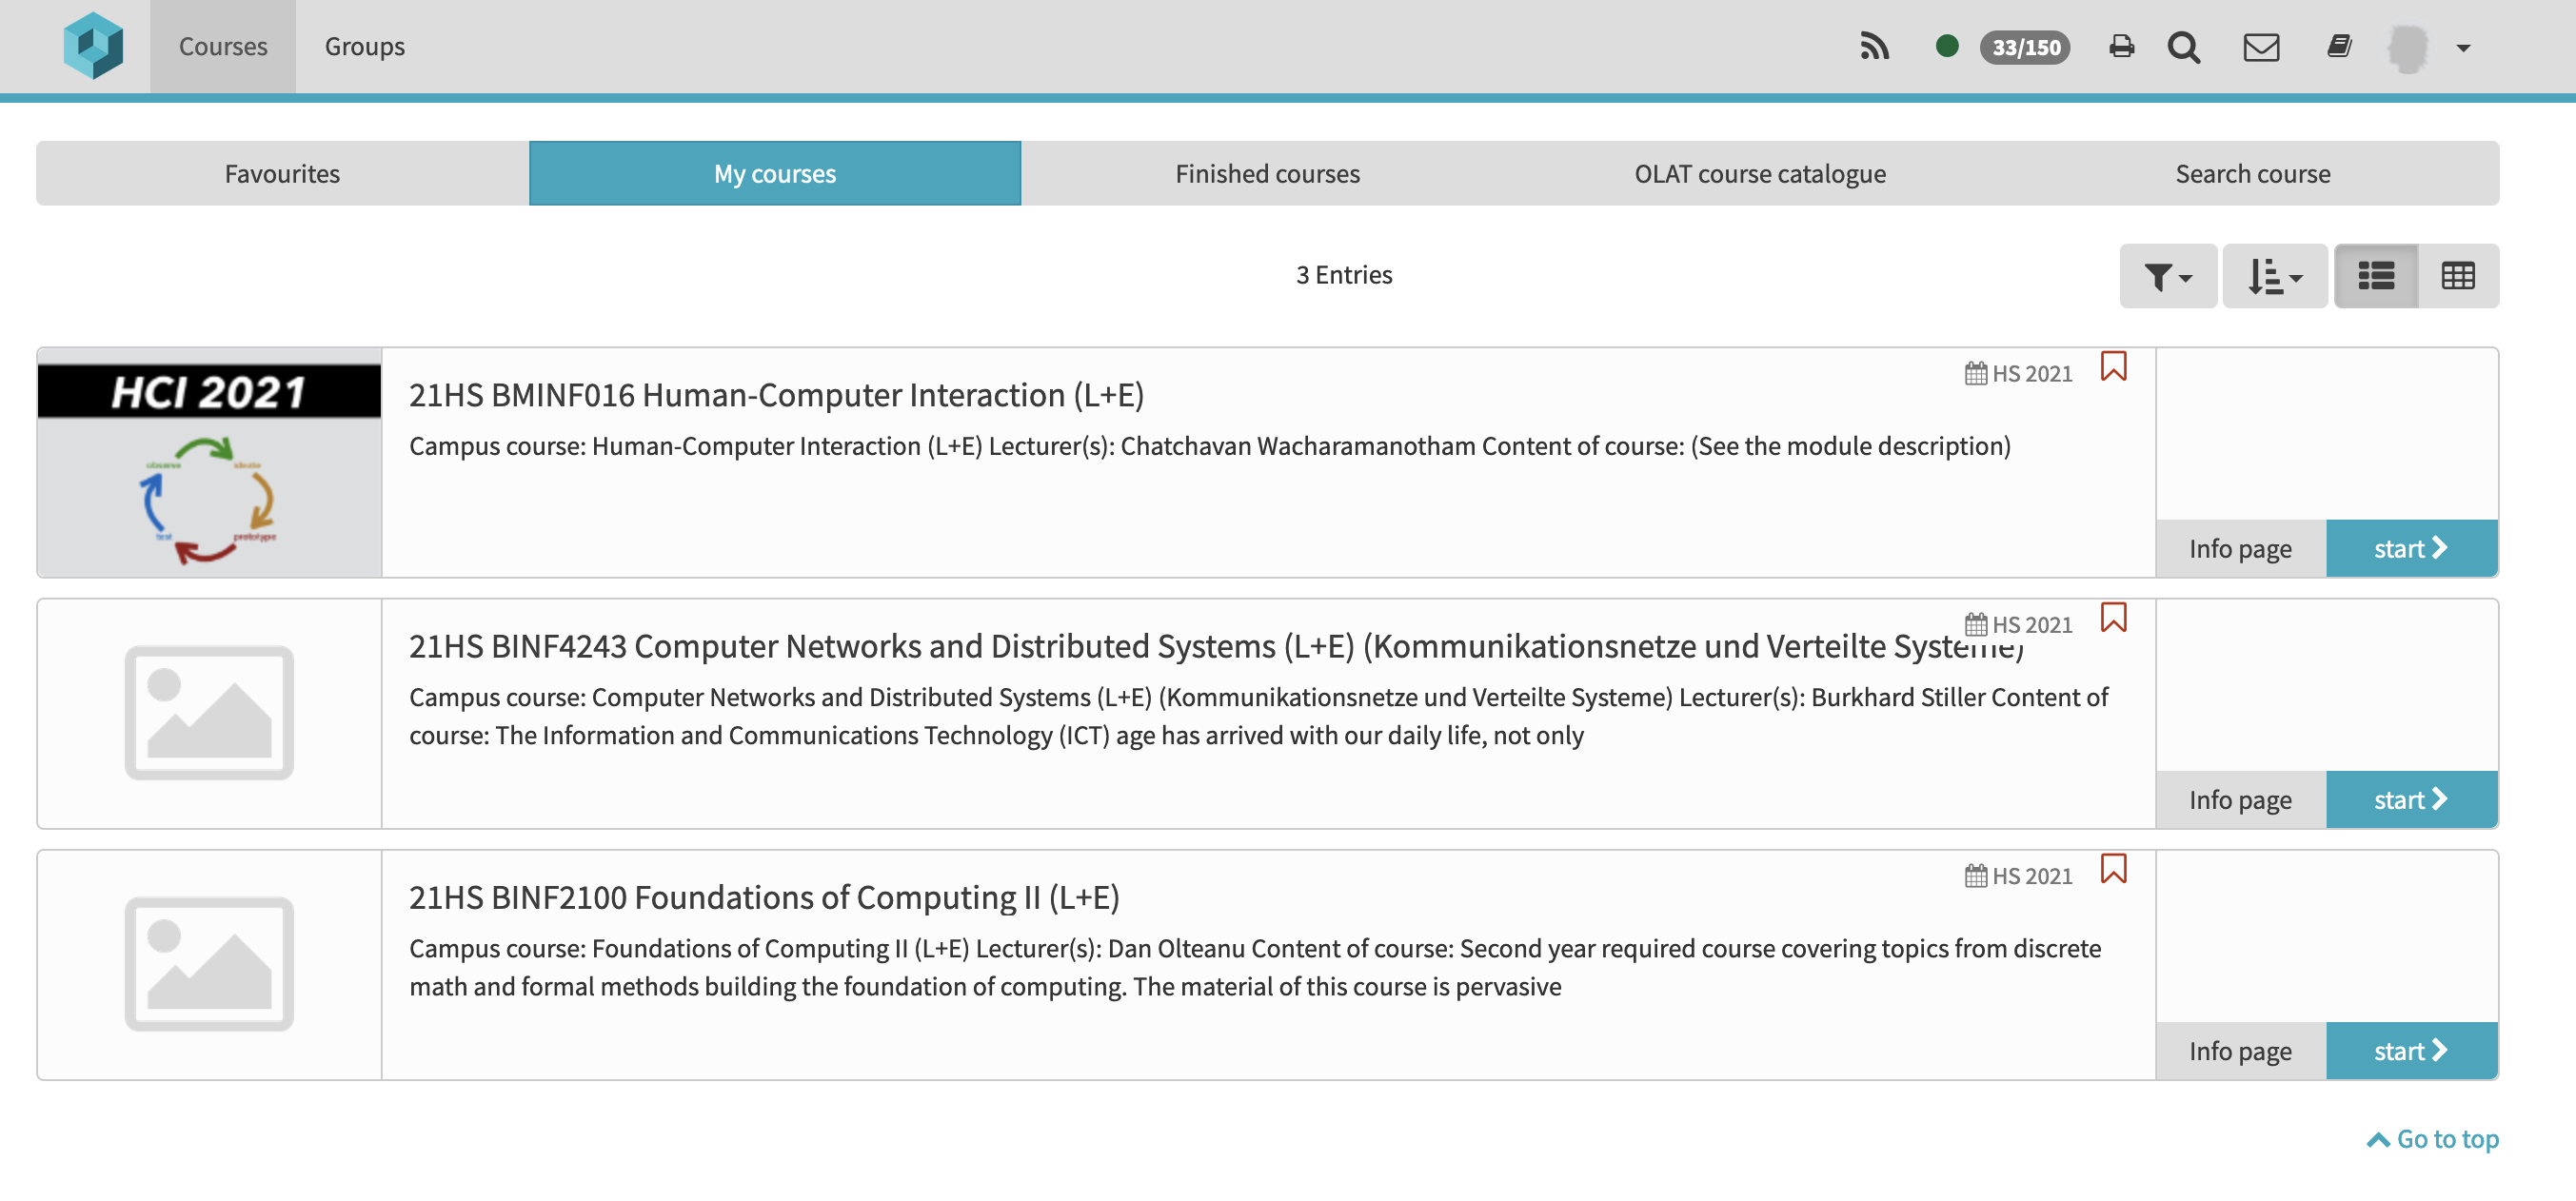 Courses Groups 33/150
Favourites My courses Finished courses OLAT course catalogue Search course
3 Entries
HCI 2021
observe ideate
test prototype
HS 2021
21HS BMINF016 Human-Computer Interaction (L+E)
Campus course: Human-Computer Interaction (L+E) Lecturer(s): Chatchavan Wacharamanotham Content of course: (See the module description)
Info page start
HS 2021
21HS BINF4243 Computer Networks and Distributed Systems (L+E) (Kommunikationsnetze und Verteilte Systeme)
Campus course: Computer Networks and Distributed Systems (L+E) (Kommunikationsnetze und Verteilte Systeme) Lecturer(s): Burkhard Stiller Content of
course: The Information and Communications Technology (ICT) age has arrived with our daily life, not only
Info page start
HS 2021
21HS BINF2100 Foundations of Computing II (L+E)
Campus course: Foundations of Computing II (L+E) Lecturer(s): Dan Olteanu Content of course: Second year required course covering topics from discrete
math and formal methods building the foundation of computing. The material of this course is pervasive
Info page start
Go to top